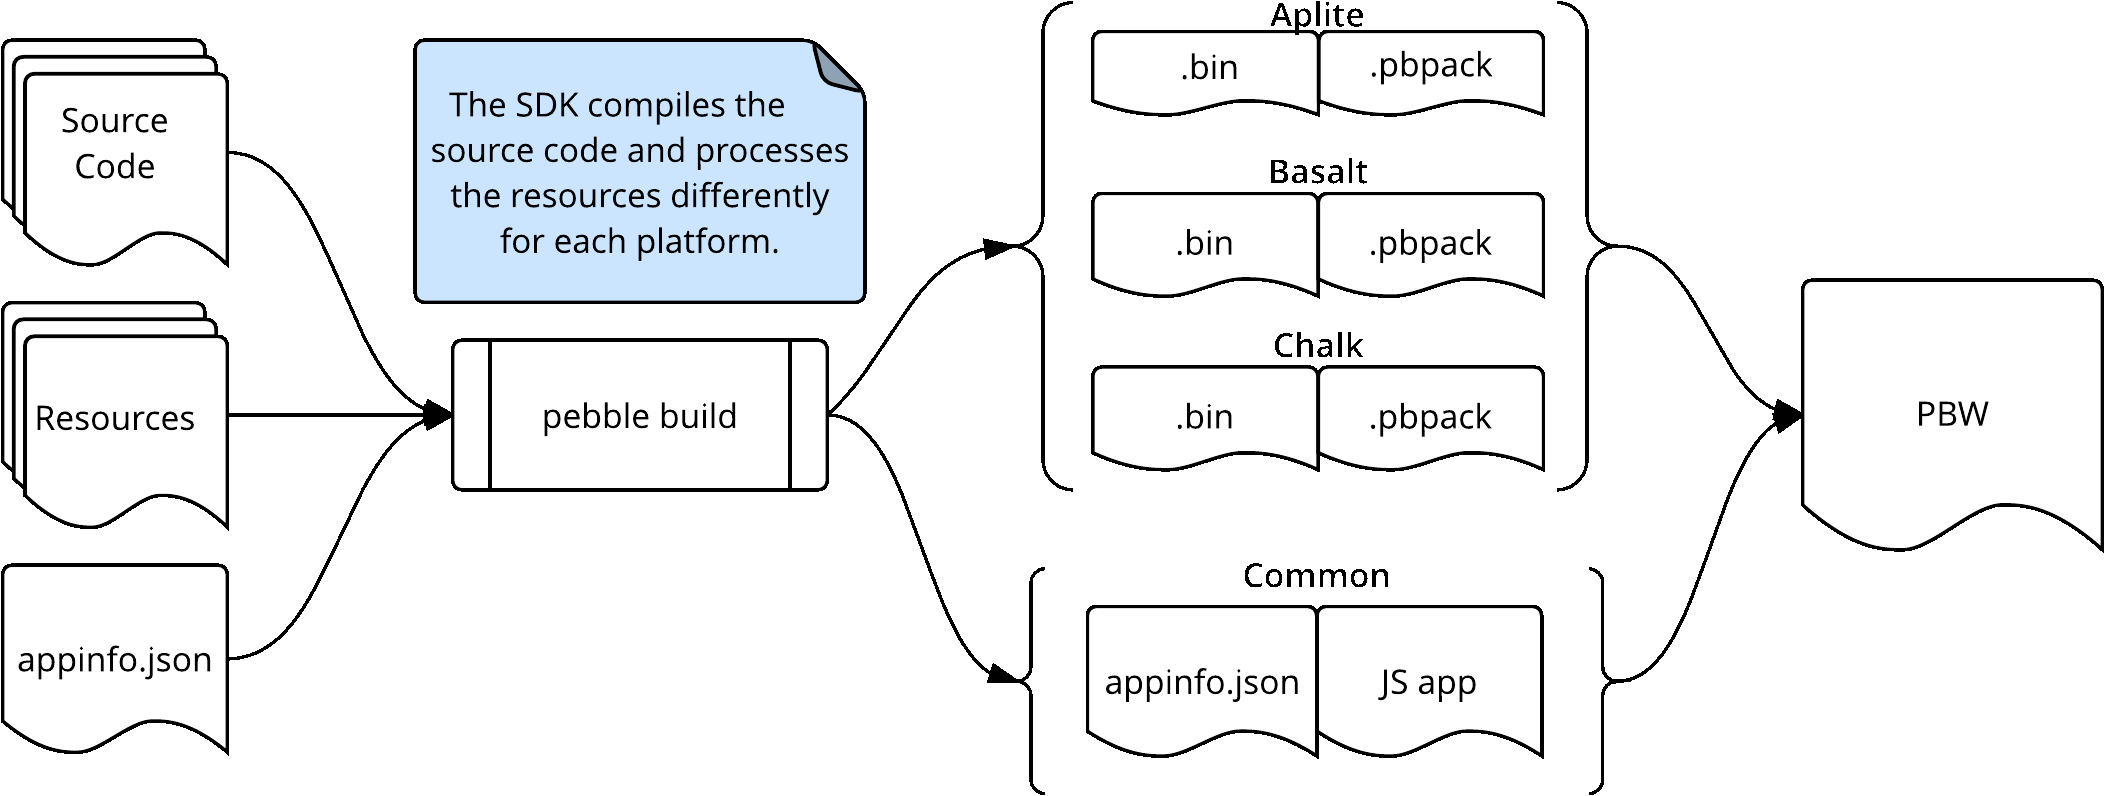 Source
Code
Resources
appinfo.json
The SDK compiles the
source code and processes
the resources differently
for each platform.
pebble build
Aplite
.bin
.pbpack
Basalt
.bin
.pbpack
Chalk
.bin
.pbpack
Common
appinfo.json
JS app
PBW